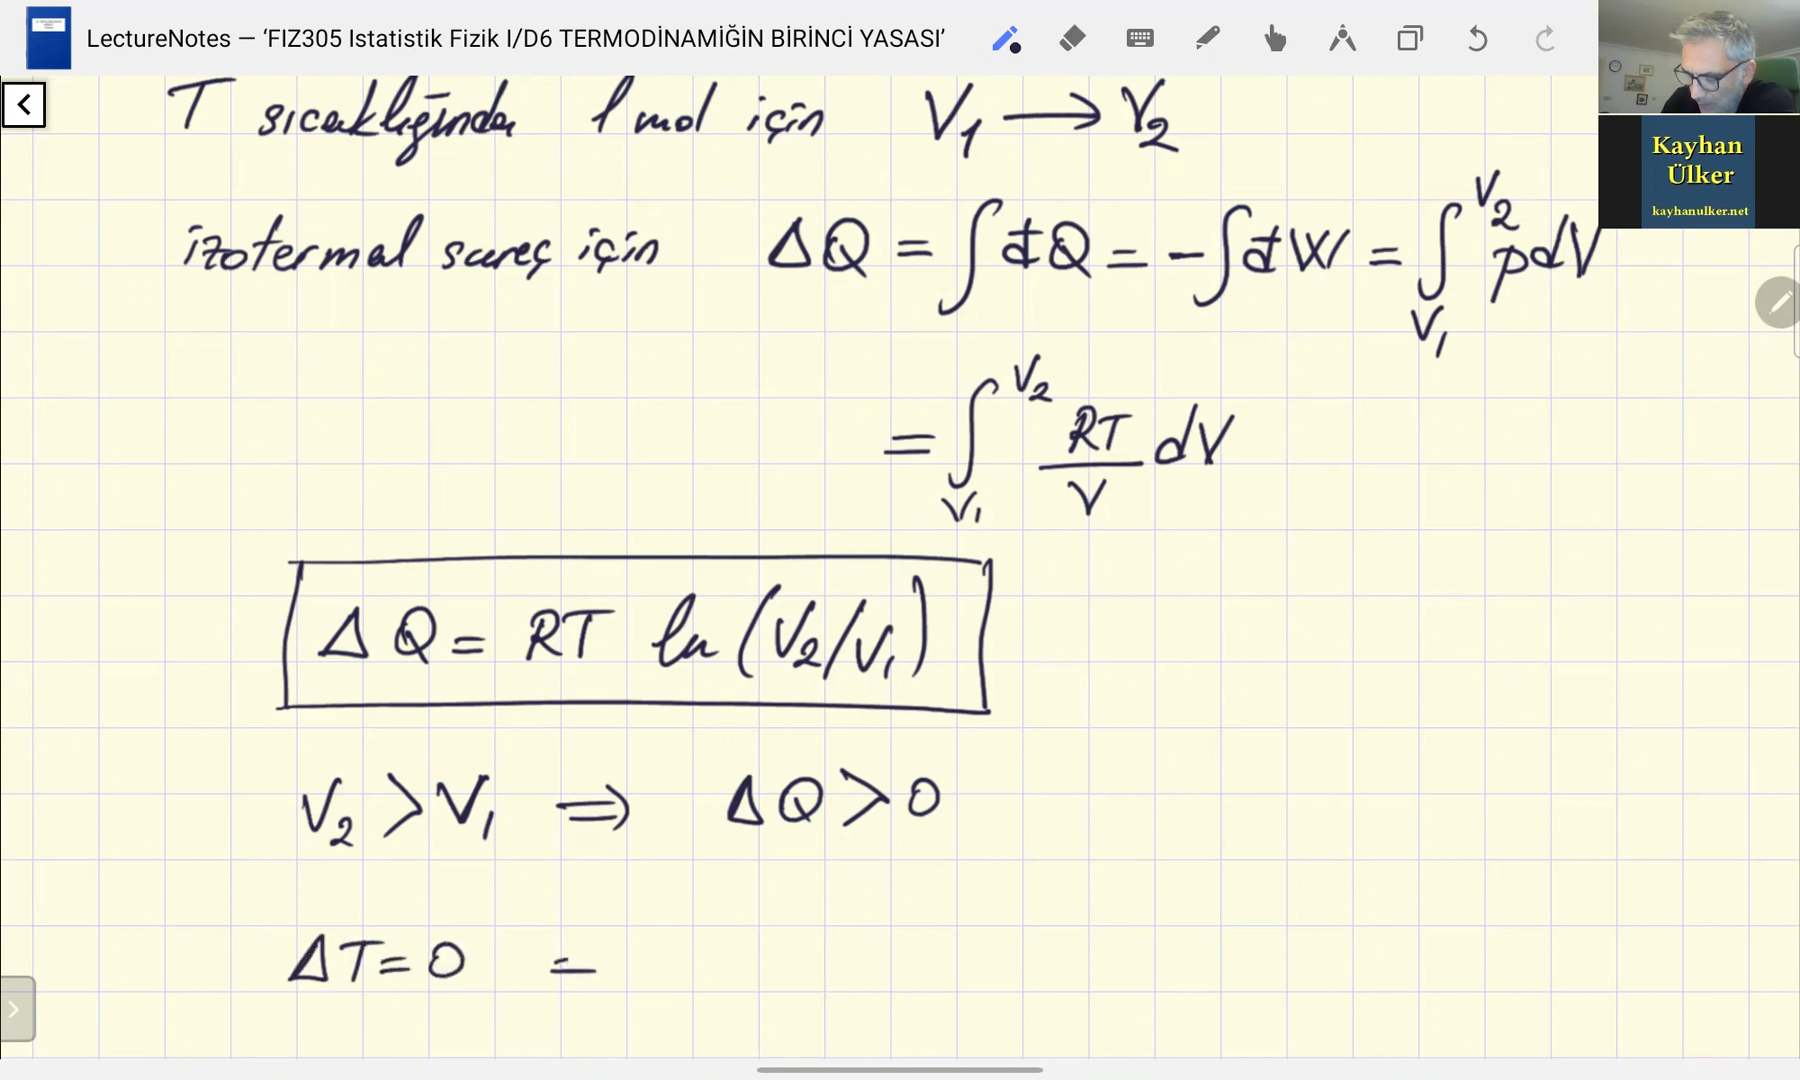 LectureNotes — ‘FIZ305 Istatistik Fizik I/D6 TERMODİNAMİĞİN BİRİNCİ YASASI’
Kayhan
Ülker
kayhanulker.net
T sıcaklığında 1 mol için V₁ → V₂
izotermal süreç için ΔQ = ∫đQ = -∫đW = ∫_{V₁}^{V₂} pdV
= ∫_{V₁}^{V₂} RT/V dV
ΔQ = RT ln(V₂/V₁)
V₂ > V₁ ⇒ ΔQ > 0
ΔT = 0 =